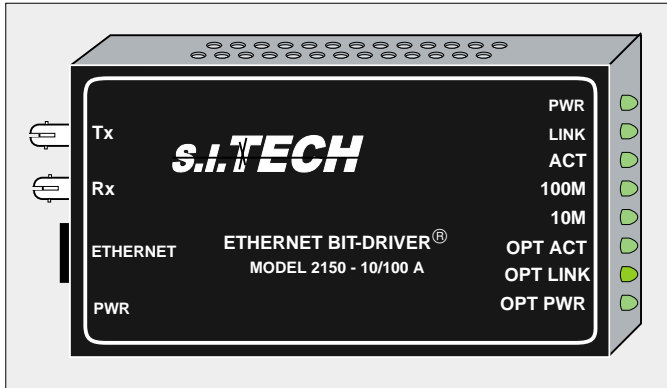 Tx
Rx
ETHERNET
PWR
S.I.TECH
ETHERNET BIT-DRIVER®
MODEL 2150 - 10/100 A
PWR
LINK
ACT
100M
10M
OPT ACT
OPT LINK
OPT PWR